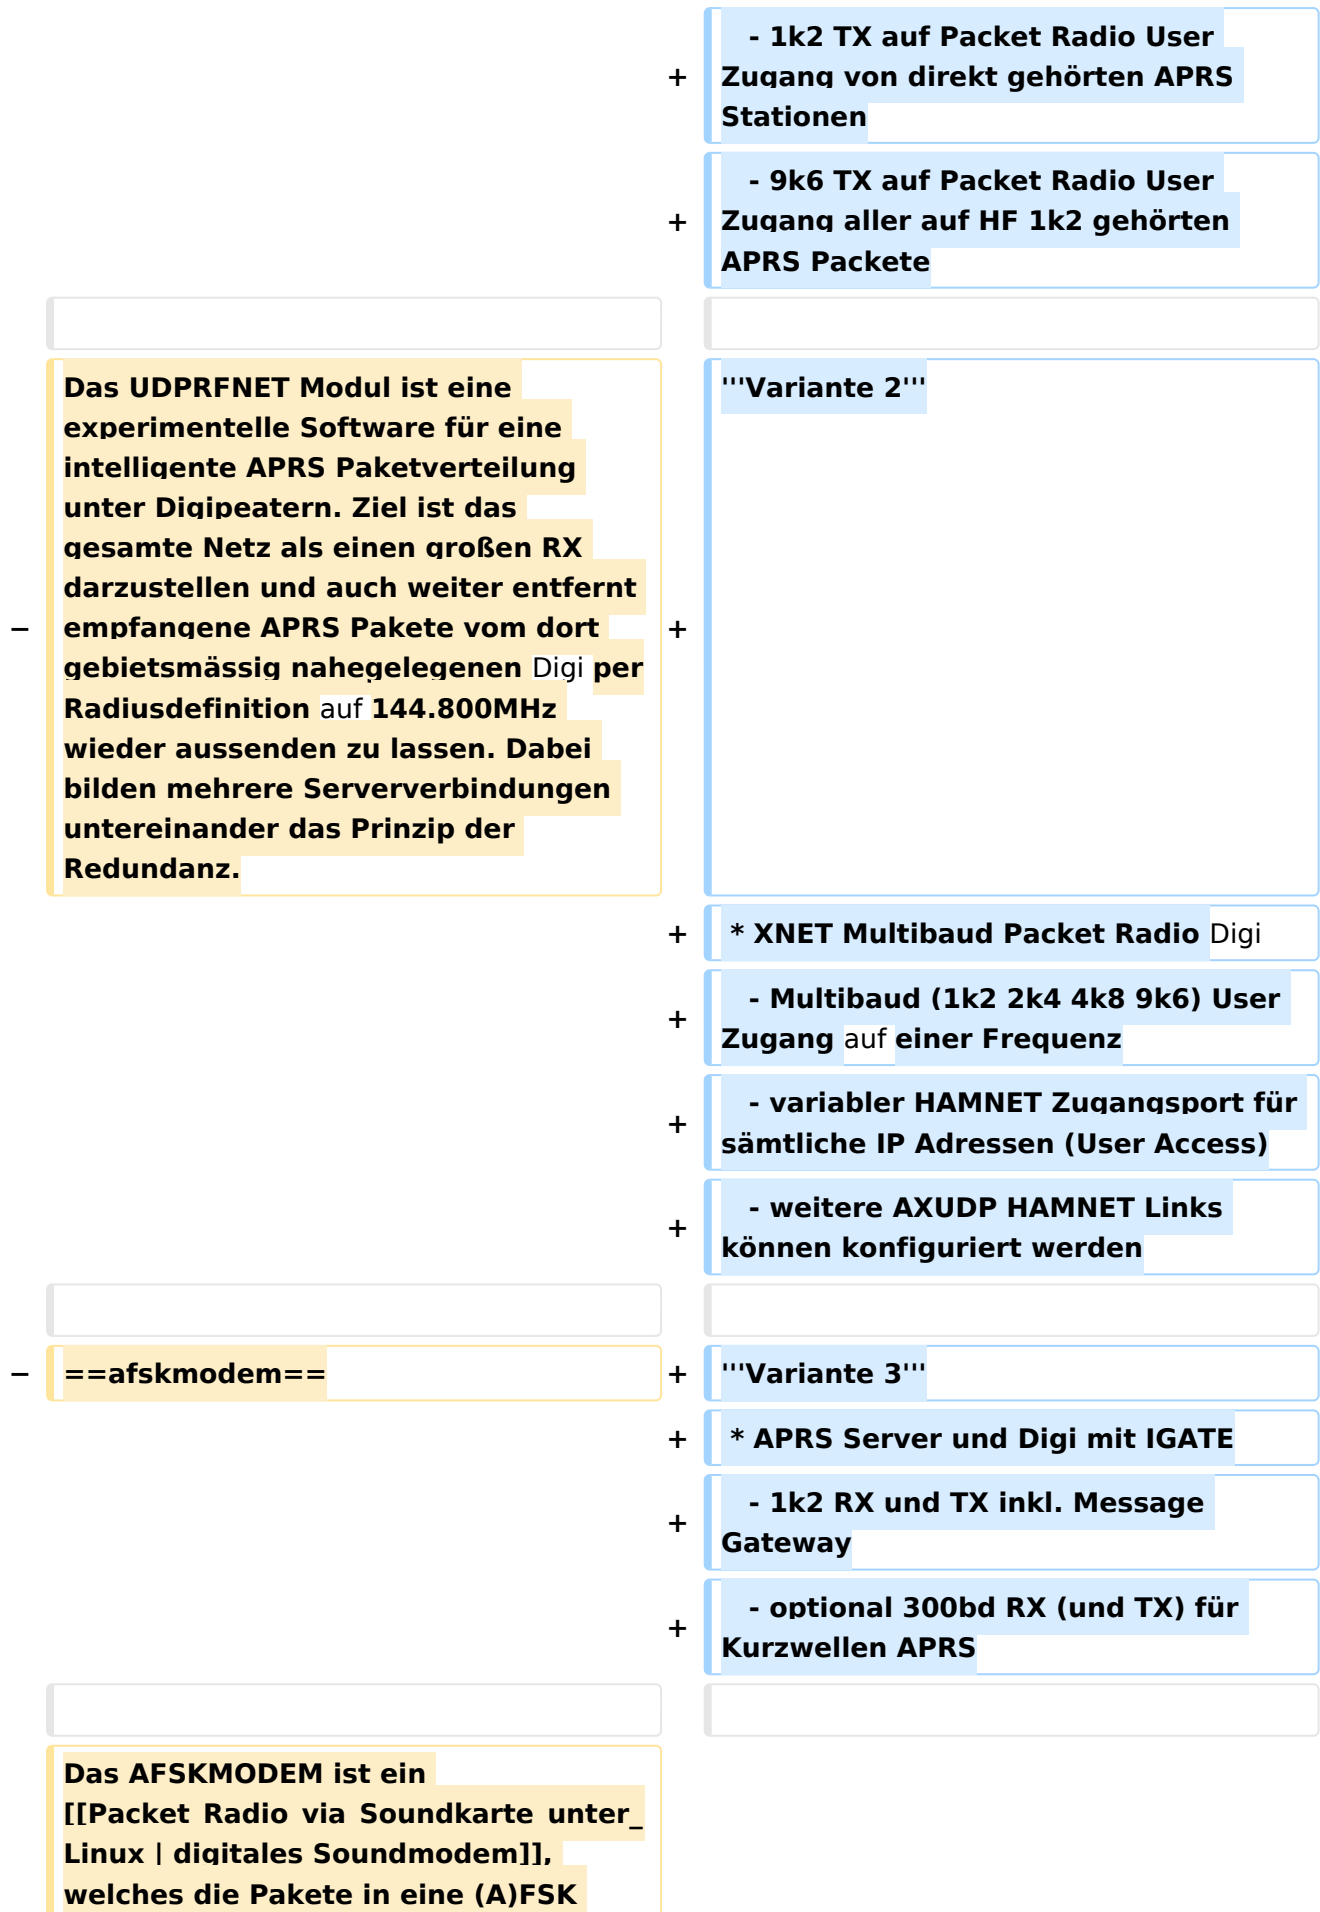 - 1k2 TX auf Packet Radio User
+
Zugang von direkt gehörten APRS
Stationen
- 9k6 TX auf Packet Radio User
+
Zugang aller auf HF 1k2 gehörten
APRS Packete
Das UDPRFNET Modul ist eine
experimentelle Software für eine
intelligente APRS Paketverteilung
unter Digipeatern. Ziel ist das
gesamte Netz als einen großen RX
darzustellen und auch weiter entfernt
−
empfangene APRS Pakete vom dort
gebietsmässig nahegelegenen Digi per
Radiusdefinition auf 144.800MHz
wieder aussenden zu lassen. Dabei
bilden mehrere Serververbindungen
untereinander das Prinzip der
Redundanz.
+
'''Variante 2'''
+
* XNET Multibaud Packet Radio Digi
+
- Multibaud (1k2 2k4 4k8 9k6) User
Zugang auf einer Frequenz
+
- variabler HAMNET Zugangsport für
sämtliche IP Adressen (User Access)
+
- weitere AXUDP HAMNET Links
können konfiguriert werden
−
==afskmodem==
+
'''Variante 3'''
+
* APRS Server und Digi mit IGATE
+
- 1k2 RX und TX inkl. Message
Gateway
+
- optional 300bd RX (und TX) für
Kurzwellen APRS
Das AFSKMODEM ist ein
[[Packet Radio via Soundkarte unter_
Linux | digitales Soundmodem]],
welches die Pakete in eine (A)FSK